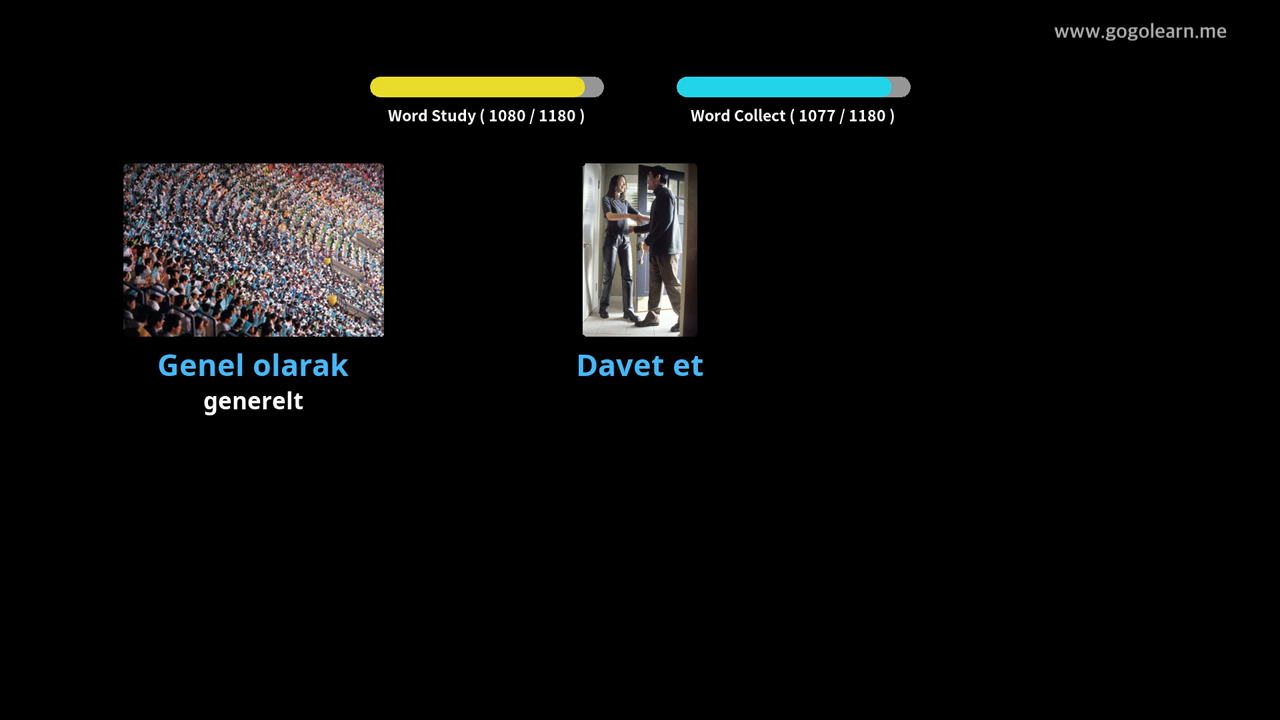 www.gogolearn.me
Word Study ( 1080 / 1180 )
Word Collect ( 1077 / 1180 )
Genel olarak
generelt
Davet et